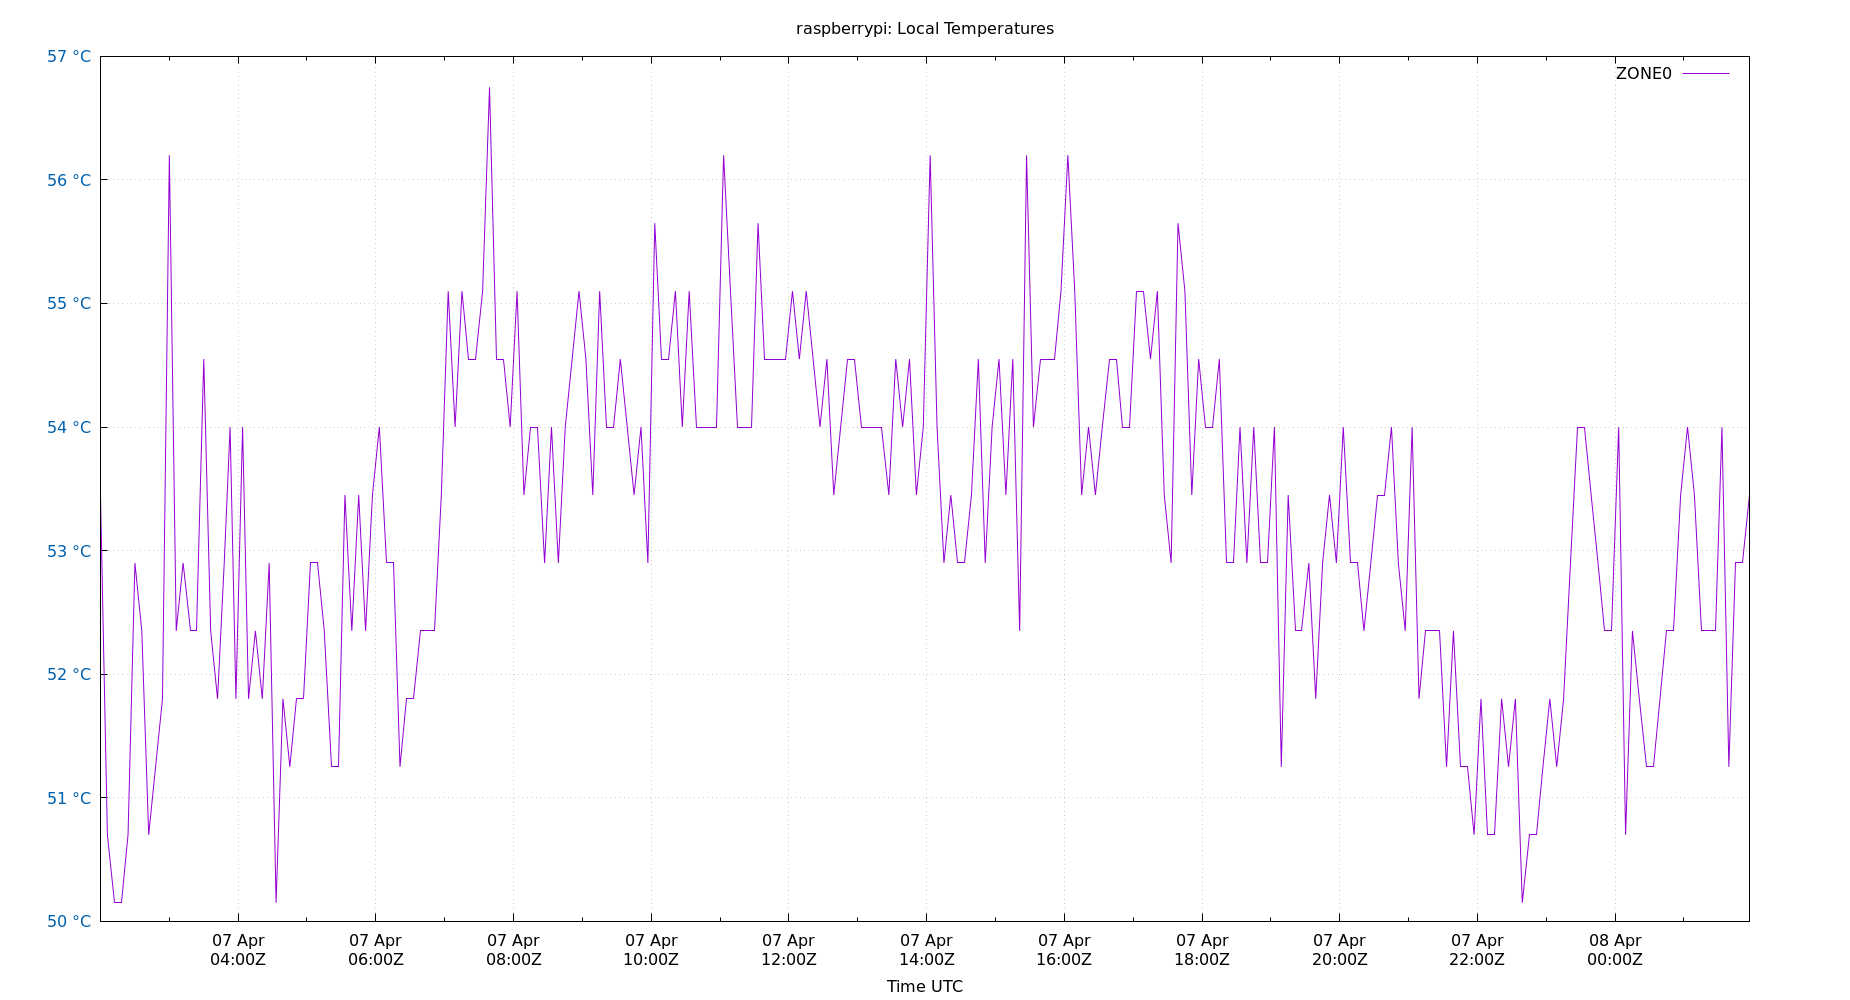 raspberrypi: Local Temperatures
57 °C
ZONE0
56 °C
55 °C
54 °C
53 °C
52 °C
51 °C
50 °C
07 Apr 07 Apr 07 Apr 07 Apr 07 Apr 07 Apr 07 Apr 07 Apr 07 Apr 07 Apr 08 Apr
04:00Z 06:00Z 08:00Z 10:00Z 12:00Z 14:00Z 16:00Z 18:00Z 20:00Z 22:00Z 00:00Z
Time UTC